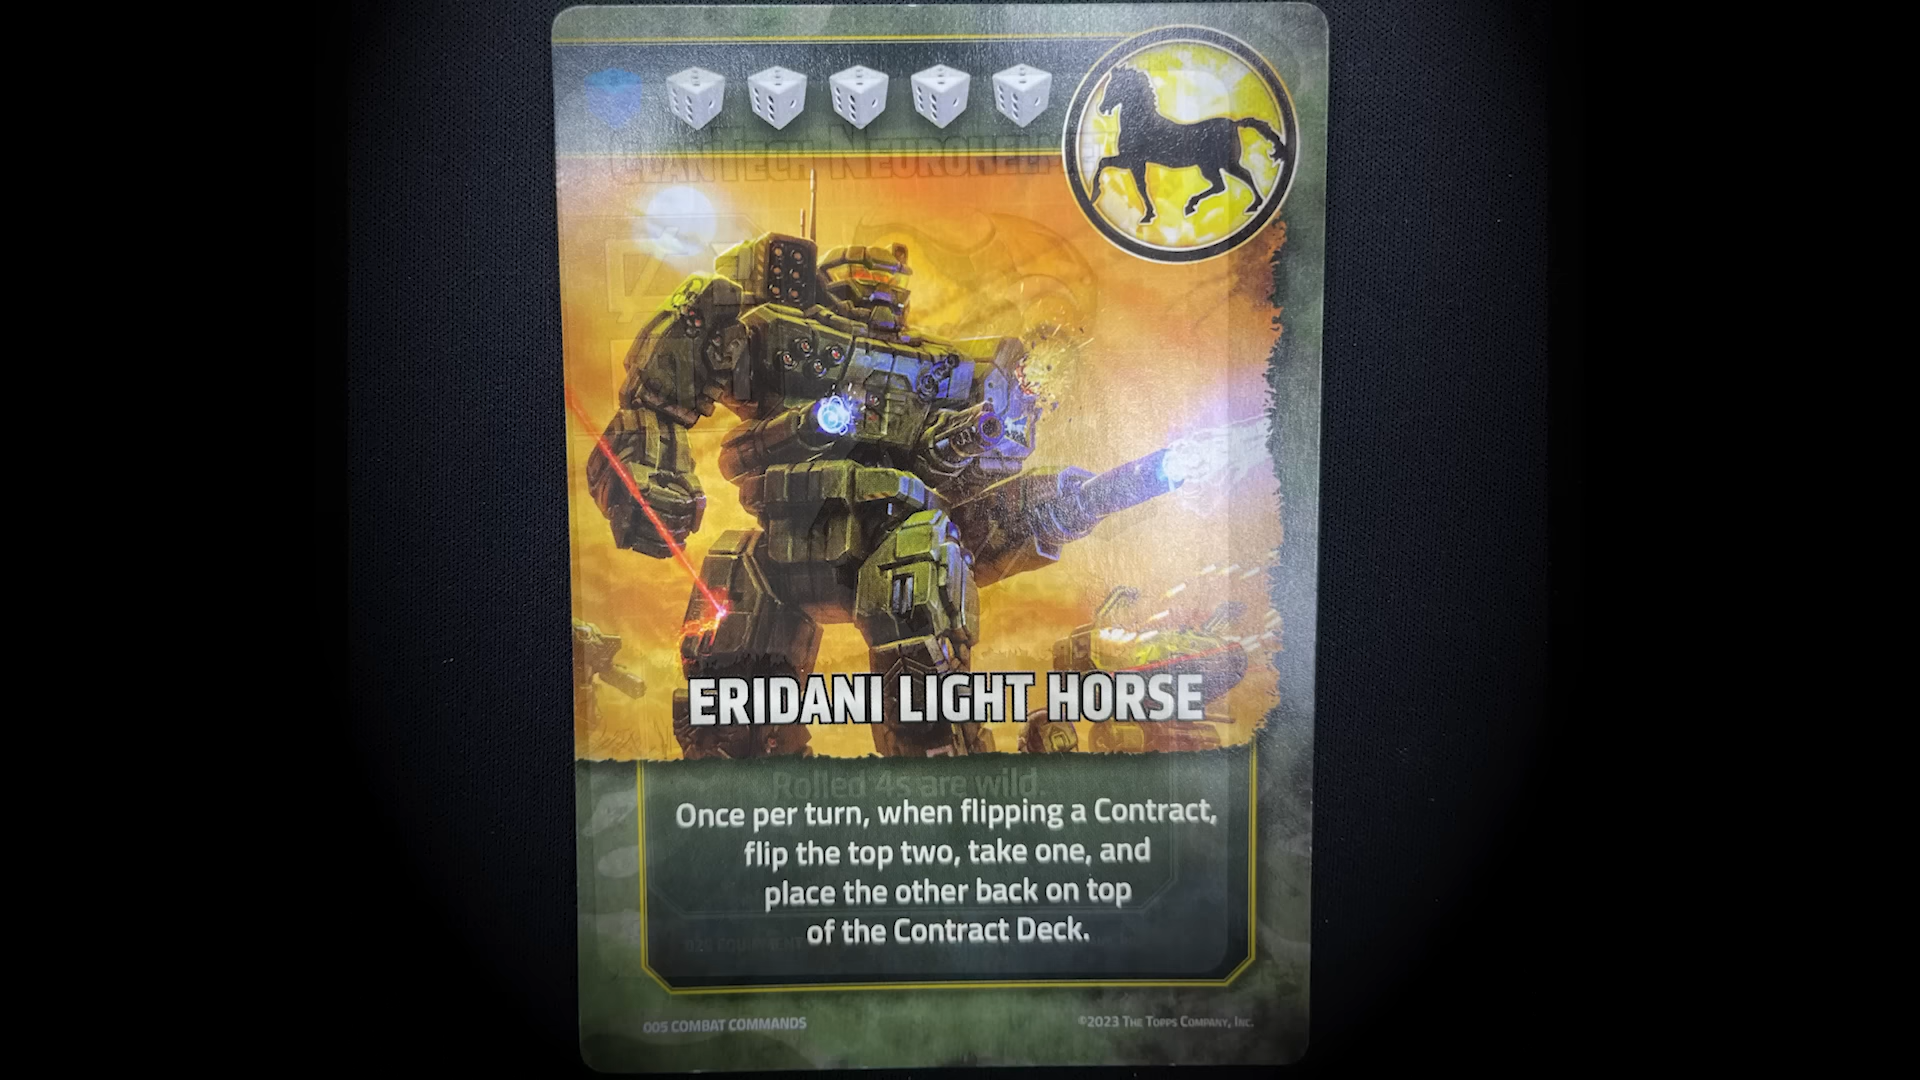 CLANTECH NEUROHELM
ERIDANI LIGHT HORSE
Rolled 4s are wild.
Once per turn, when flipping a Contract,
flip the top two, take one, and
place the other back on top
of the Contract Deck.
005 COMBAT COMMANDS
©2023 THE TOPPS COMPANY, INC.